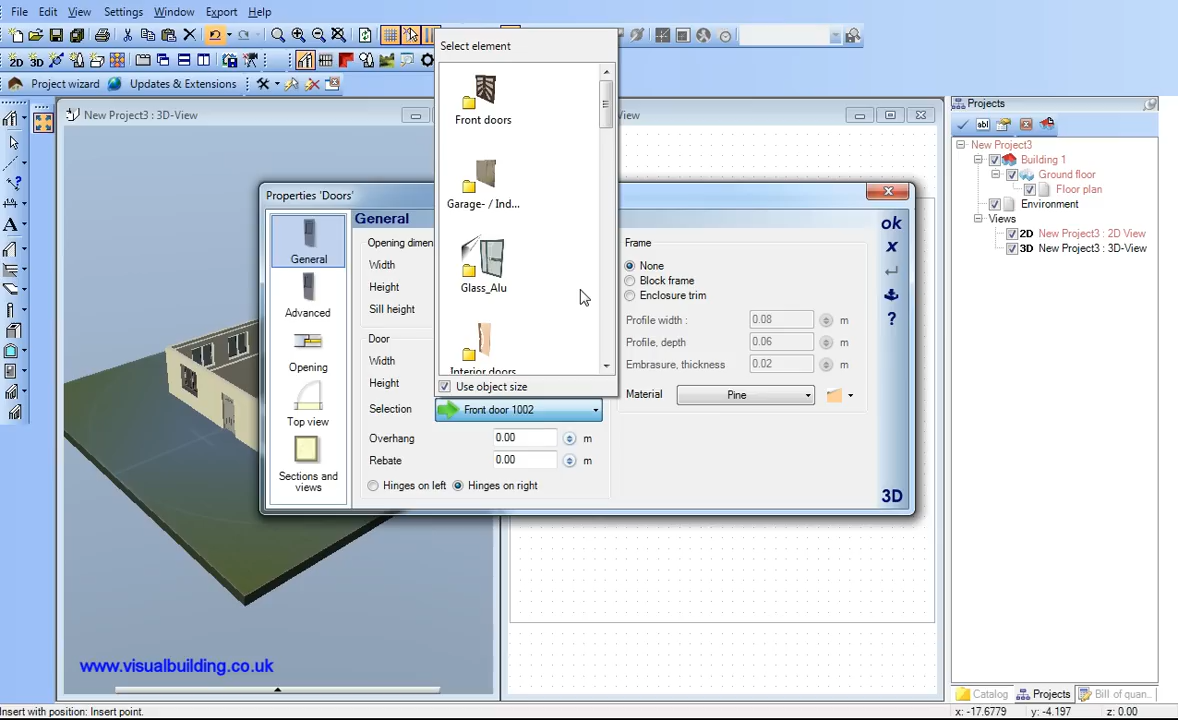 File Edit View Settings Window Export Help
Select element
2D 3D
Project wizard Updates & Extensions
Projects
New Project3 : 3D-View
View
Front doors
New Project3
Building 1
Ground floor
Floor plan
Environment
Views
2D New Project3 : 2D View
3D New Project3 : 3D-View
Properties 'Doors'
Garage- / Ind...
General
General
ok
Opening dimen
Frame
Width
None
x
Height
Block frame
Glass_Alu
Enclosure trim
Sill height
Advanced
Profile width : 0.08 m
?
Door
Profile, depth 0.06 m
Width
Embrasure, thickness 0.02 m
Opening
Interior doors
Height
Use object size
Material Pine
Selection Front door 1002
Top view
Overhang 0.00 m
Rebate 0.00 m
Sections and
views
Hinges on left Hinges on right
3D
www.visualbuilding.co.uk
Catalog Projects Bill of quan...
Insert with position: Insert point.
x: -17.6779 y: -4.197 z: 0.00